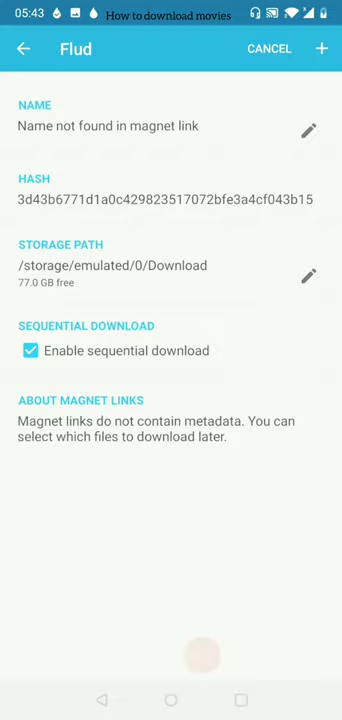 05:43
How to download movies
Flud
CANCEL
NAME
Name not found in magnet link
HASH
3d43b6771d1a0c429823517072bfe3a4cf043b15
STORAGE PATH
/storage/emulated/0/Download
77.0 GB free
SEQUENTIAL DOWNLOAD
Enable sequential download
ABOUT MAGNET LINKS
Magnet links do not contain metadata. You can
select which files to download later.